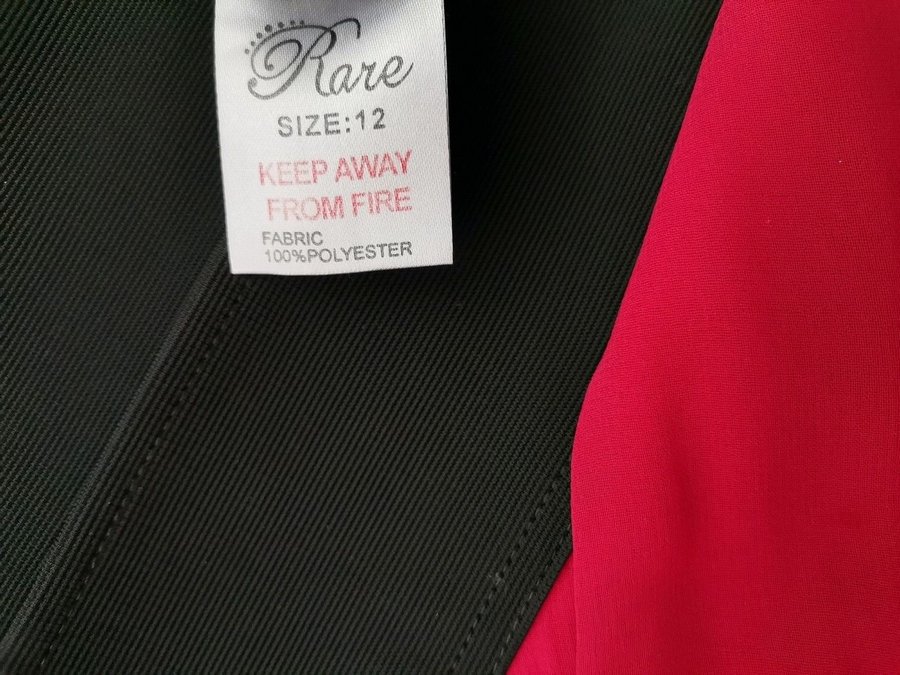 Rare
SIZE:12
KEEP AWAY
FROM FIRE
FABRIC
100%POLYESTER